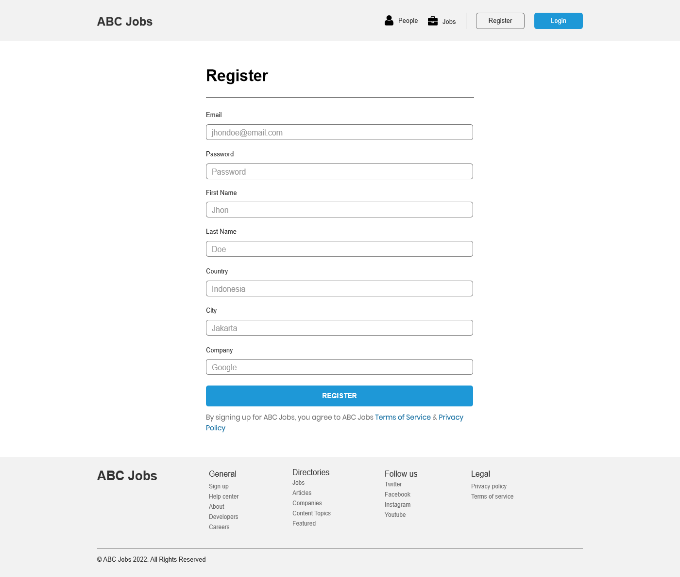 ABC Jobs
People
Jobs
Register
Login
Register
Email
jhondoe@email.com
Password
Password
First Name
Jhon
Last Name
Doe
Country
Indonesia
City
Jakarta
Company
Google
REGISTER
By signing up for ABC Jobs, you agree to ABC Jobs Terms of Service & Privacy
Policy
ABC Jobs
General
Sign up
Help center
About
Developers
Careers
Directories
Jobs
Articles
Companies
Content Topics
Featured
Follow us
Twitter
Facebook
Instagram
Youtube
Legal
Privacy policy
Terms of service
© ABC Jobs 2022. All Rights Reserved